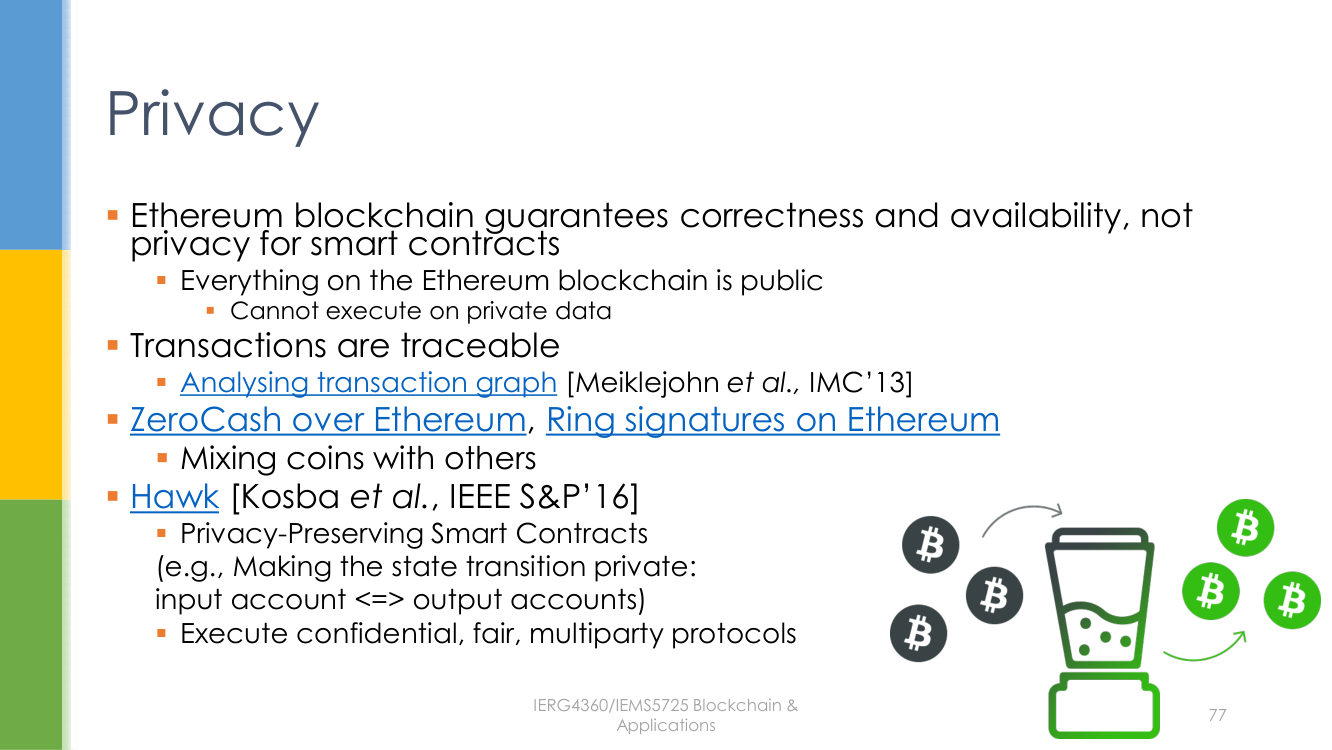 Privacy
▪ Ethereum blockchain guarantees correctness and availability, not
privacy for smart contracts
▪ Everything on the Ethereum blockchain is public
▪ Cannot execute on private data
▪ Transactions are traceable
▪ Analysing transaction graph [Meiklejohn et al., IMC’13]
▪ ZeroCash over Ethereum, Ring signatures on Ethereum
▪ Mixing coins with others
▪ Hawk [Kosba et al., IEEE S&P’16]
▪ Privacy-Preserving Smart Contracts
(e.g., Making the state transition private:
input account <=> output accounts)
▪ Execute confidential, fair, multiparty protocols
IERG4360/IEMS5725 Blockchain &
Applications
77